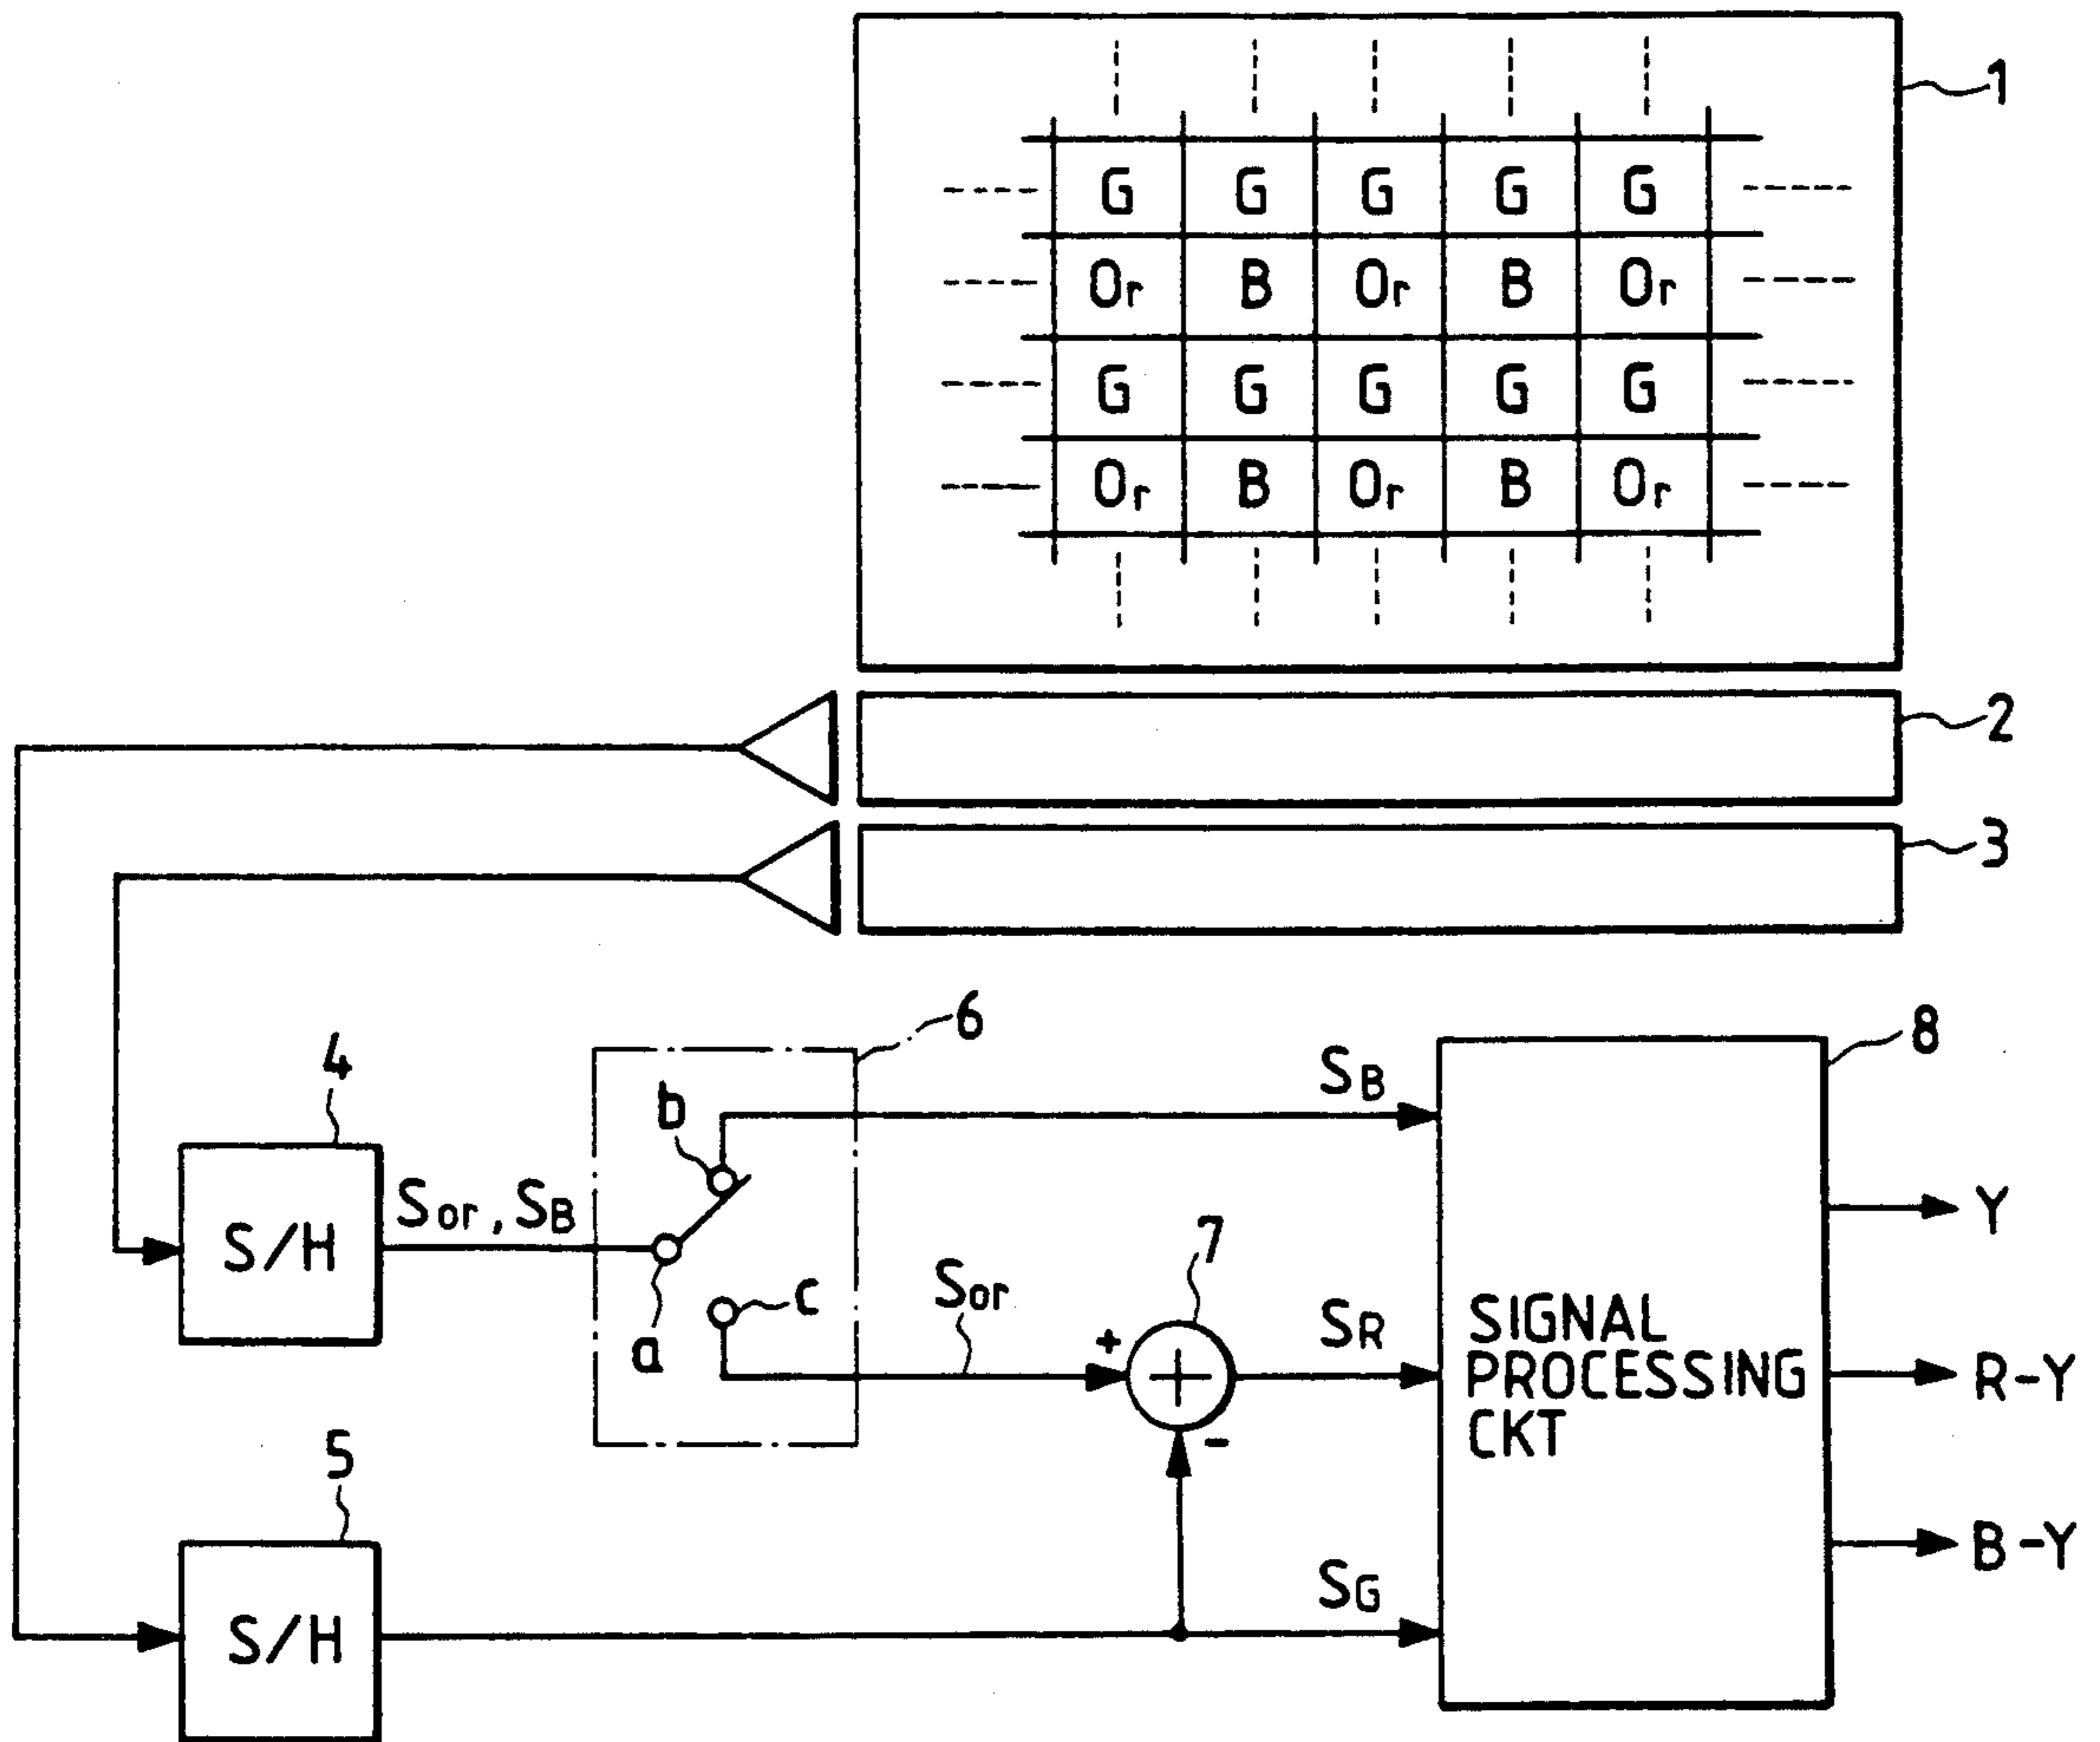 1
G G G G G
Or B Or B Or
G G G G G
Or B Or B Or
2
3
4
6
8
b
SB
S/H
Sor, SB
Y
7
a
c
Sor
+
SR
SIGNAL
PROCESSING
CKT
R-Y
-
5
B-Y
S/H
SG